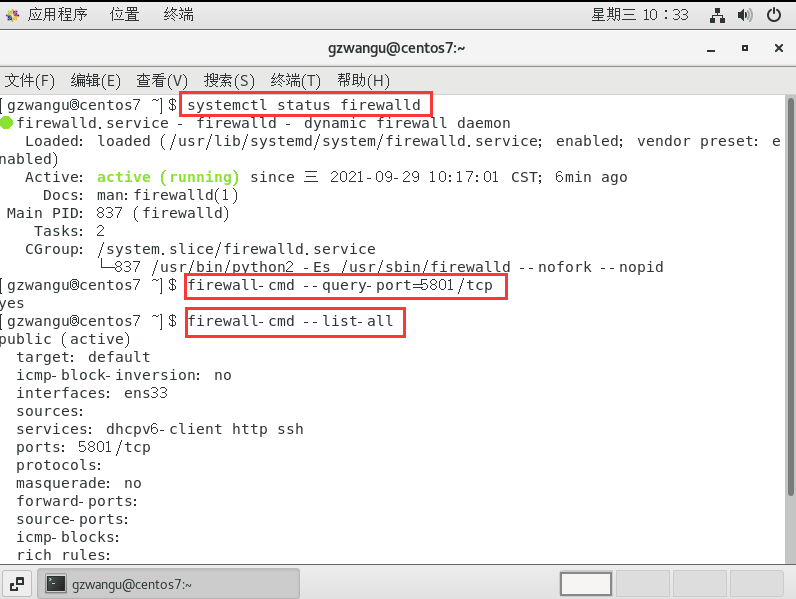 应用程序 位置 终端 星期三 10：33
gzwangu@centos7:~
文件(F) 编辑(E) 查看(V) 搜索(S) 终端(T) 帮助(H)
[gzwangu@centos7 ~]$ systemctl status firewalld
● firewalld.service - firewalld - dynamic firewall daemon
Loaded: loaded (/usr/lib/systemd/system/firewalld.service; enabled; vendor preset: e
nabled)
Active: active (running) since 三 2021-09-29 10:17:01 CST; 6min ago
Docs: man:firewalld(1)
Main PID: 837 (firewalld)
Tasks: 2
CGroup: /system.slice/firewalld.service
└─837 /usr/bin/python2 -Es /usr/sbin/firewalld --nofork --nopid
[gzwangu@centos7 ~]$ firewall-cmd --query-port=5801/tcp
yes
[gzwangu@centos7 ~]$ firewall-cmd --list-all
public (active)
target: default
icmp-block-inversion: no
interfaces: ens33
sources:
services: dhcpv6-client http ssh
ports: 5801/tcp
protocols:
masquerade: no
forward-ports:
source-ports:
icmp-blocks:
rich rules:
gzwangu@centos7:~